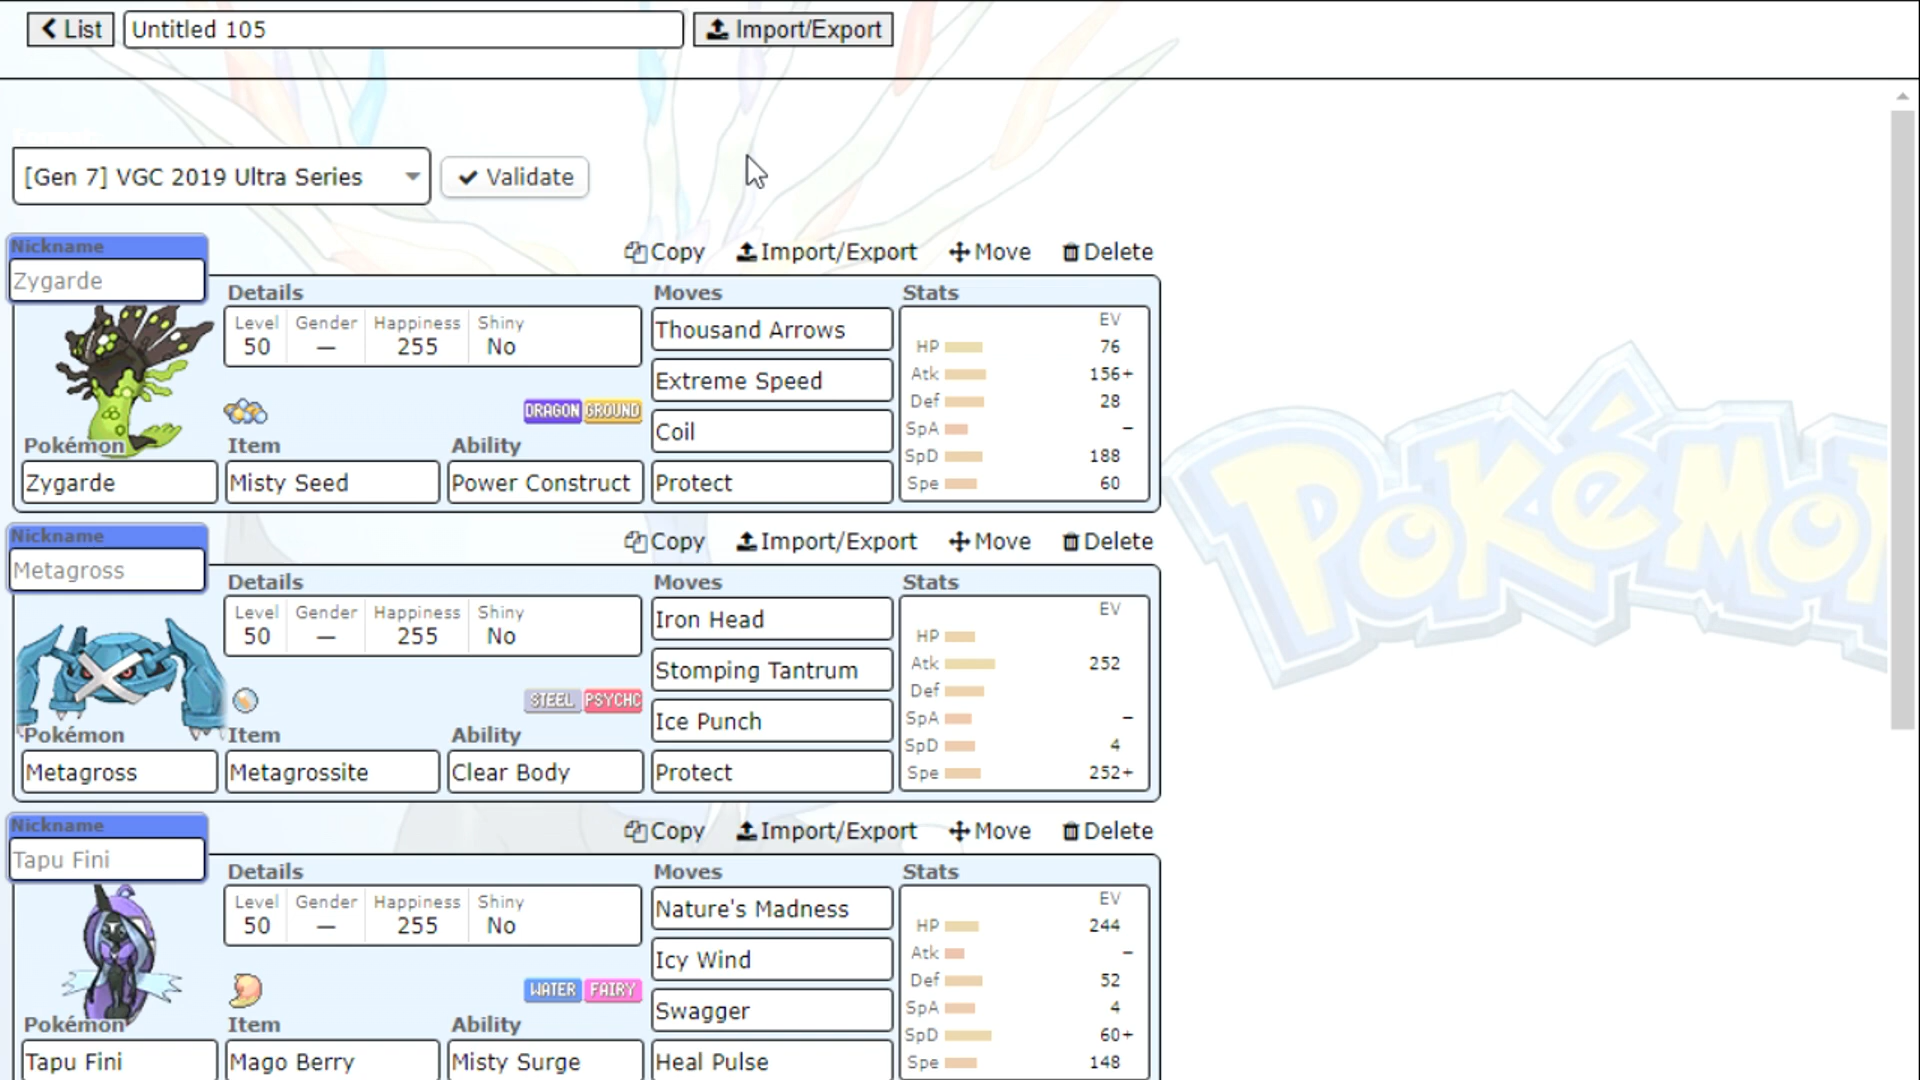 List
Untitled 105
Import/Export
[Gen 7] VGC 2019 Ultra Series
Validate
Nickname
Zygarde
Copy Import/Export Move Delete
Details
Level Gender Happiness Shiny
50 — 255 No
DRAGON GROUND
Pokémon Item Ability
Zygarde Misty Seed Power Construct
Moves
Thousand Arrows
Extreme Speed
Coil
Protect
Stats
EV
HP 76
Atk 156+
Def 28
SpA –
SpD 188
Spe 60
Nickname
Metagross
Copy Import/Export Move Delete
Details
Level Gender Happiness Shiny
50 — 255 No
STEEL PSYCHC
Pokémon Item Ability
Metagross Metagrossite Clear Body
Moves
Iron Head
Stomping Tantrum
Ice Punch
Protect
Stats
EV
HP
Atk 252
Def
SpA –
SpD 4
Spe 252+
Nickname
Tapu Fini
Copy Import/Export Move Delete
Details
Level Gender Happiness Shiny
50 — 255 No
WATER FAIRY
Pokémon Item Ability
Tapu Fini Mago Berry Misty Surge
Moves
Nature's Madness
Icy Wind
Swagger
Heal Pulse
Stats
EV
HP 244
Atk –
Def 52
SpA 4
SpD 60+
Spe 148
POKéMON